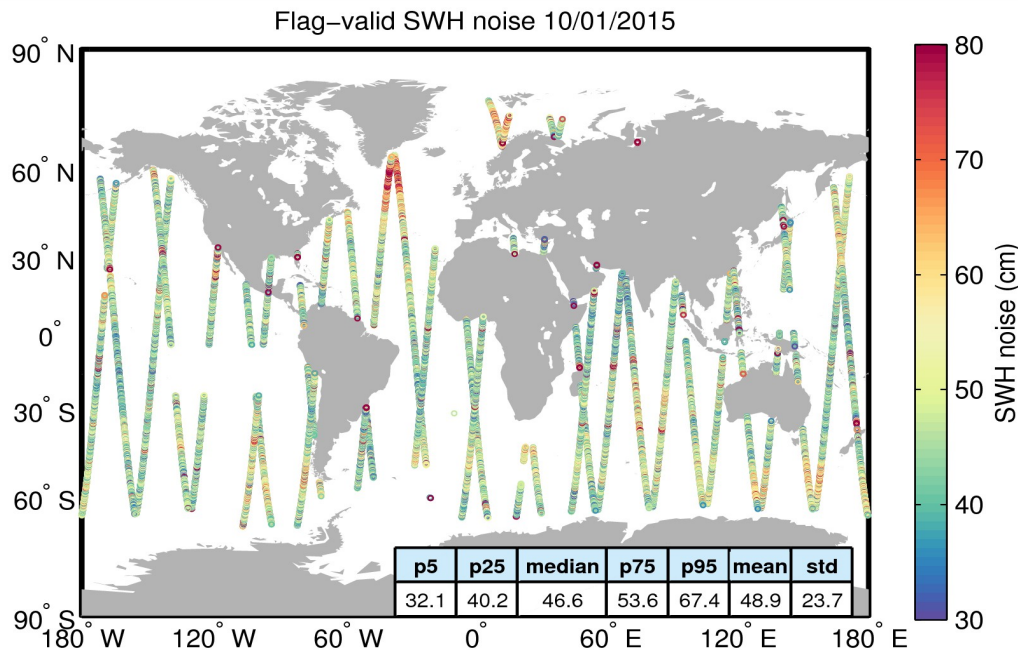 Flag−valid SWH noise 10/01/2015
90° N
60° N
30° N
0°
30° S
60° S
90° S
180° W
120° W
60° W
0°
60° E
120° E
180° E
p5 p25 median p75 p95 mean std
32.1 40.2 46.6 53.6 67.4 48.9 23.7
80
70
60
50
40
30
SWH noise (cm)